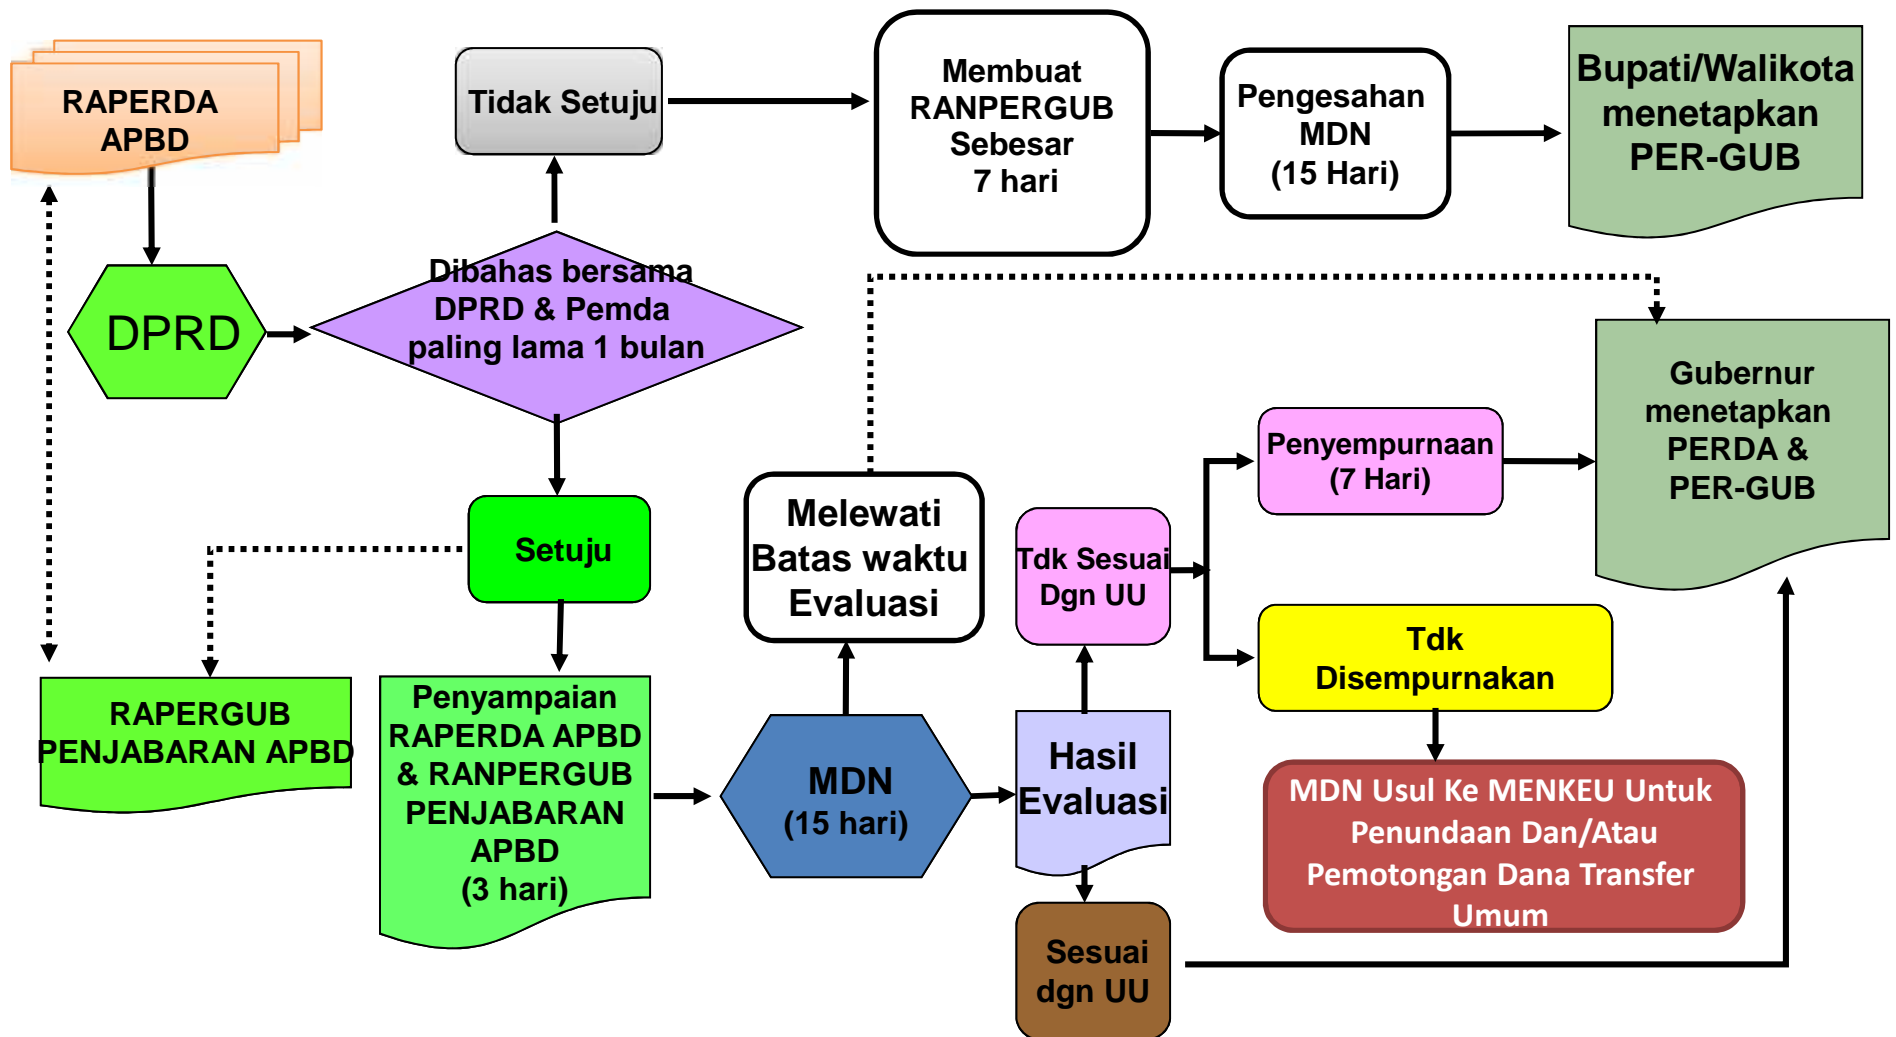 RAPERDA
APBD
Tidak Setuju
Membuat
RANPERGUB
Sebesar
7 hari
Pengesahan
MDN
(15 Hari)
Bupati/Walikota
menetapkan
PER-GUB
DPRD
Dibahas bersama
DPRD & Pemda
paling lama 1 bulan
Gubernur
menetapkan
PERDA &
PER-GUB
Penyempurnaan
(7 Hari)
Setuju
Melewati
Batas waktu
Evaluasi
Tdk Sesuai
Dgn UU
Tdk
Disempurnakan
RAPERGUB
PENJABARAN APBD
Penyampaian
RAPERDA APBD
& RANPERGUB
PENJABARAN
APBD
(3 hari)
MDN
(15 hari)
Hasil
Evaluasi
MDN Usul Ke MENKEU Untuk
Penundaan Dan/Atau
Pemotongan Dana Transfer
Umum
Sesuai
dgn UU